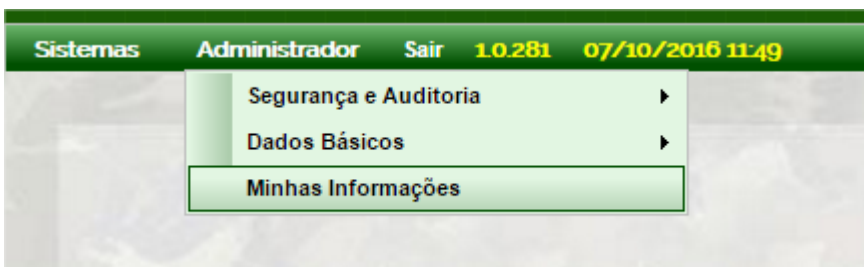 Sistemas Administrador Sair 1.0.281 07/10/2016 11:49
Segurança e Auditoria
Dados Básicos
Minhas Informações